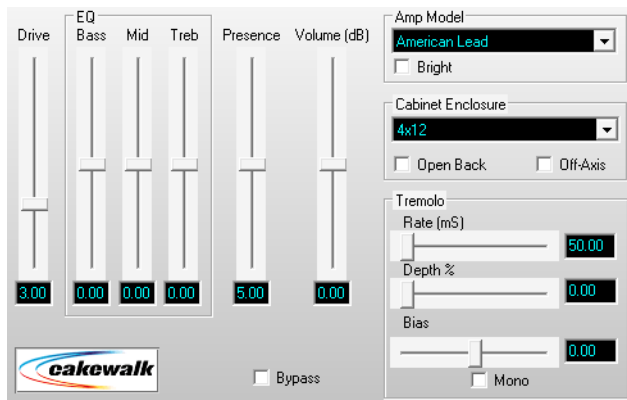 EQ
Drive Bass Mid Treb Presence Volume (dB)
3.00 0.00 0.00 0.00 5.00 0.00
cakewalk
Bypass
Amp Model
American Lead
Bright
Cabinet Enclosure
4x12
Open Back Off-Axis
Tremolo
Rate (mS)
50.00
Depth %
0.00
Bias
0.00
Mono